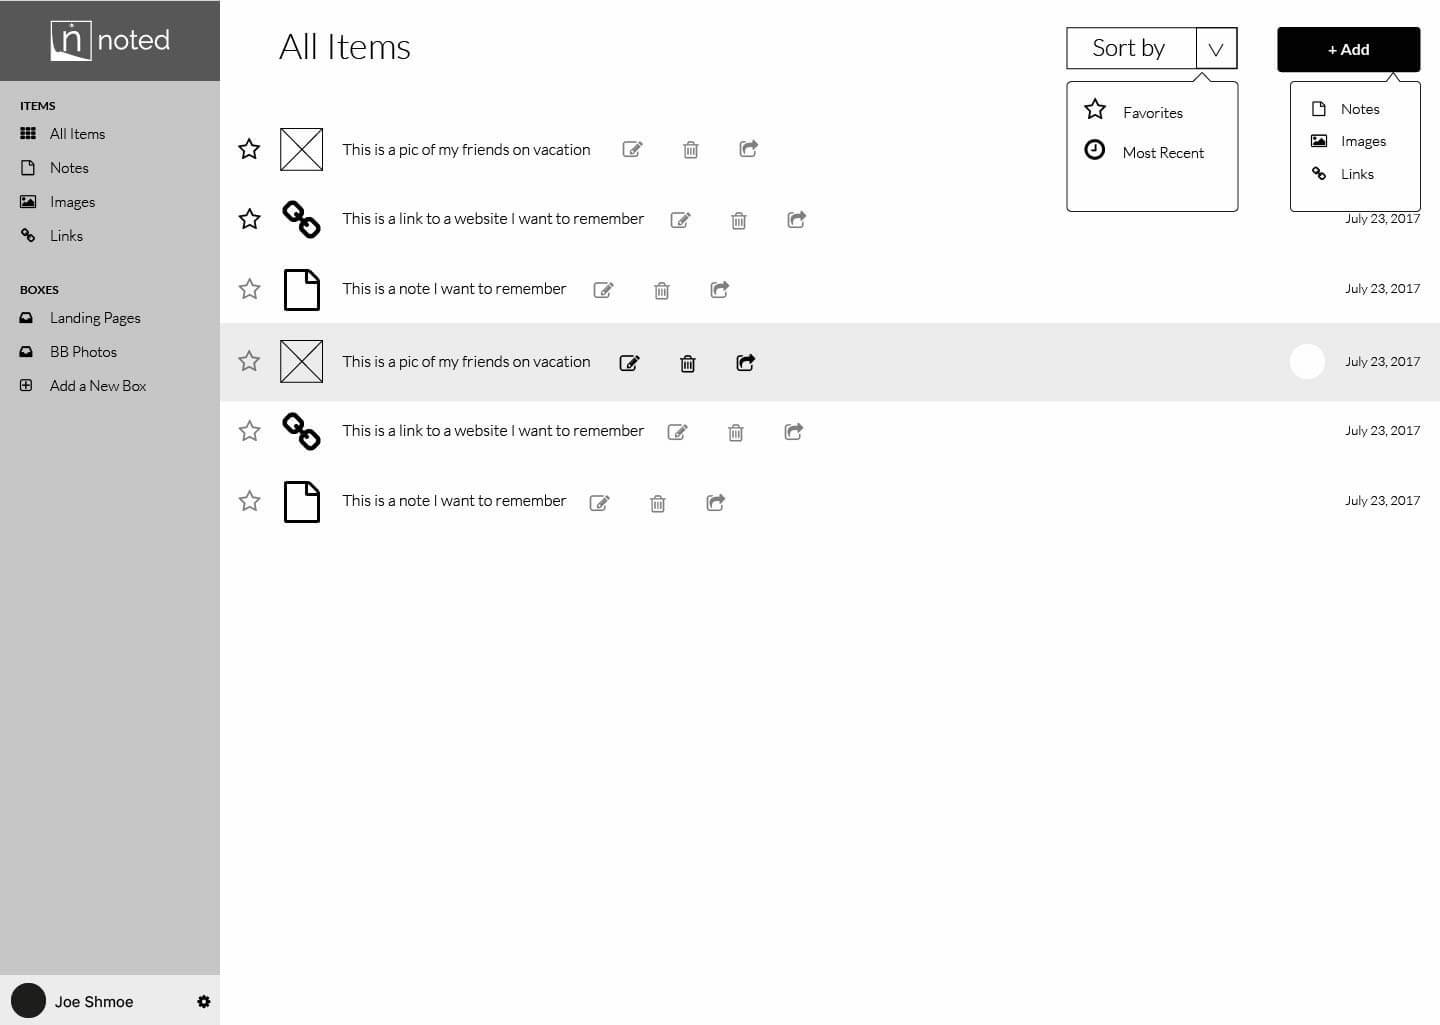 noted
ITEMS
All Items
Notes
Images
Links
BOXES
Landing Pages
BB Photos
Add a New Box
Joe Shmoe
All Items
Sort by
+ Add
Favorites
Most Recent
Notes
Images
Links
This is a pic of my friends on vacation
This is a link to a website I want to remember
July 23, 2017
This is a note I want to remember
July 23, 2017
This is a pic of my friends on vacation
July 23, 2017
This is a link to a website I want to remember
July 23, 2017
This is a note I want to remember
July 23, 2017